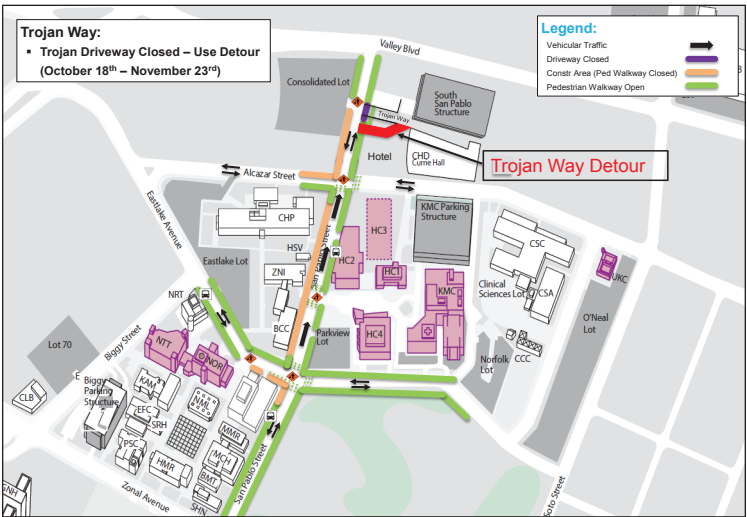 Trojan Way:
▪ Trojan Driveway Closed – Use Detour
(October 18th – November 23rd)
Legend:
Vehicular Traffic
Driveway Closed
Constr Area (Ped Walkway Closed)
Pedestrian Walkway Open
Valley Blvd
Consolidated Lot
South
San Pablo
Structure
Trojan Way
Hotel
CHD
Currie Hall
Trojan Way Detour
Alcazar Street
Eastlake Avenue
CHP
HSV
ZNI
BCC
San Pablo Street
Eastlake Lot
HC3
HC2
HCT
HC4
KMC Parking
Structure
KMC
CSC
CSA
Clinical
Sciences Lot
UKC
O'Neal
Lot
CCC
Norfolk
Lot
Parkview
Lot
NRT
Biggy Street
Lot 70
NTT
NOR
CLB
Biggy
Parking
Structure
KAM
EFC
SRH
PSC
HMR
MMR
MCH
BMT
SHN
San Pablo Street
Zonal Avenue
Soto Street